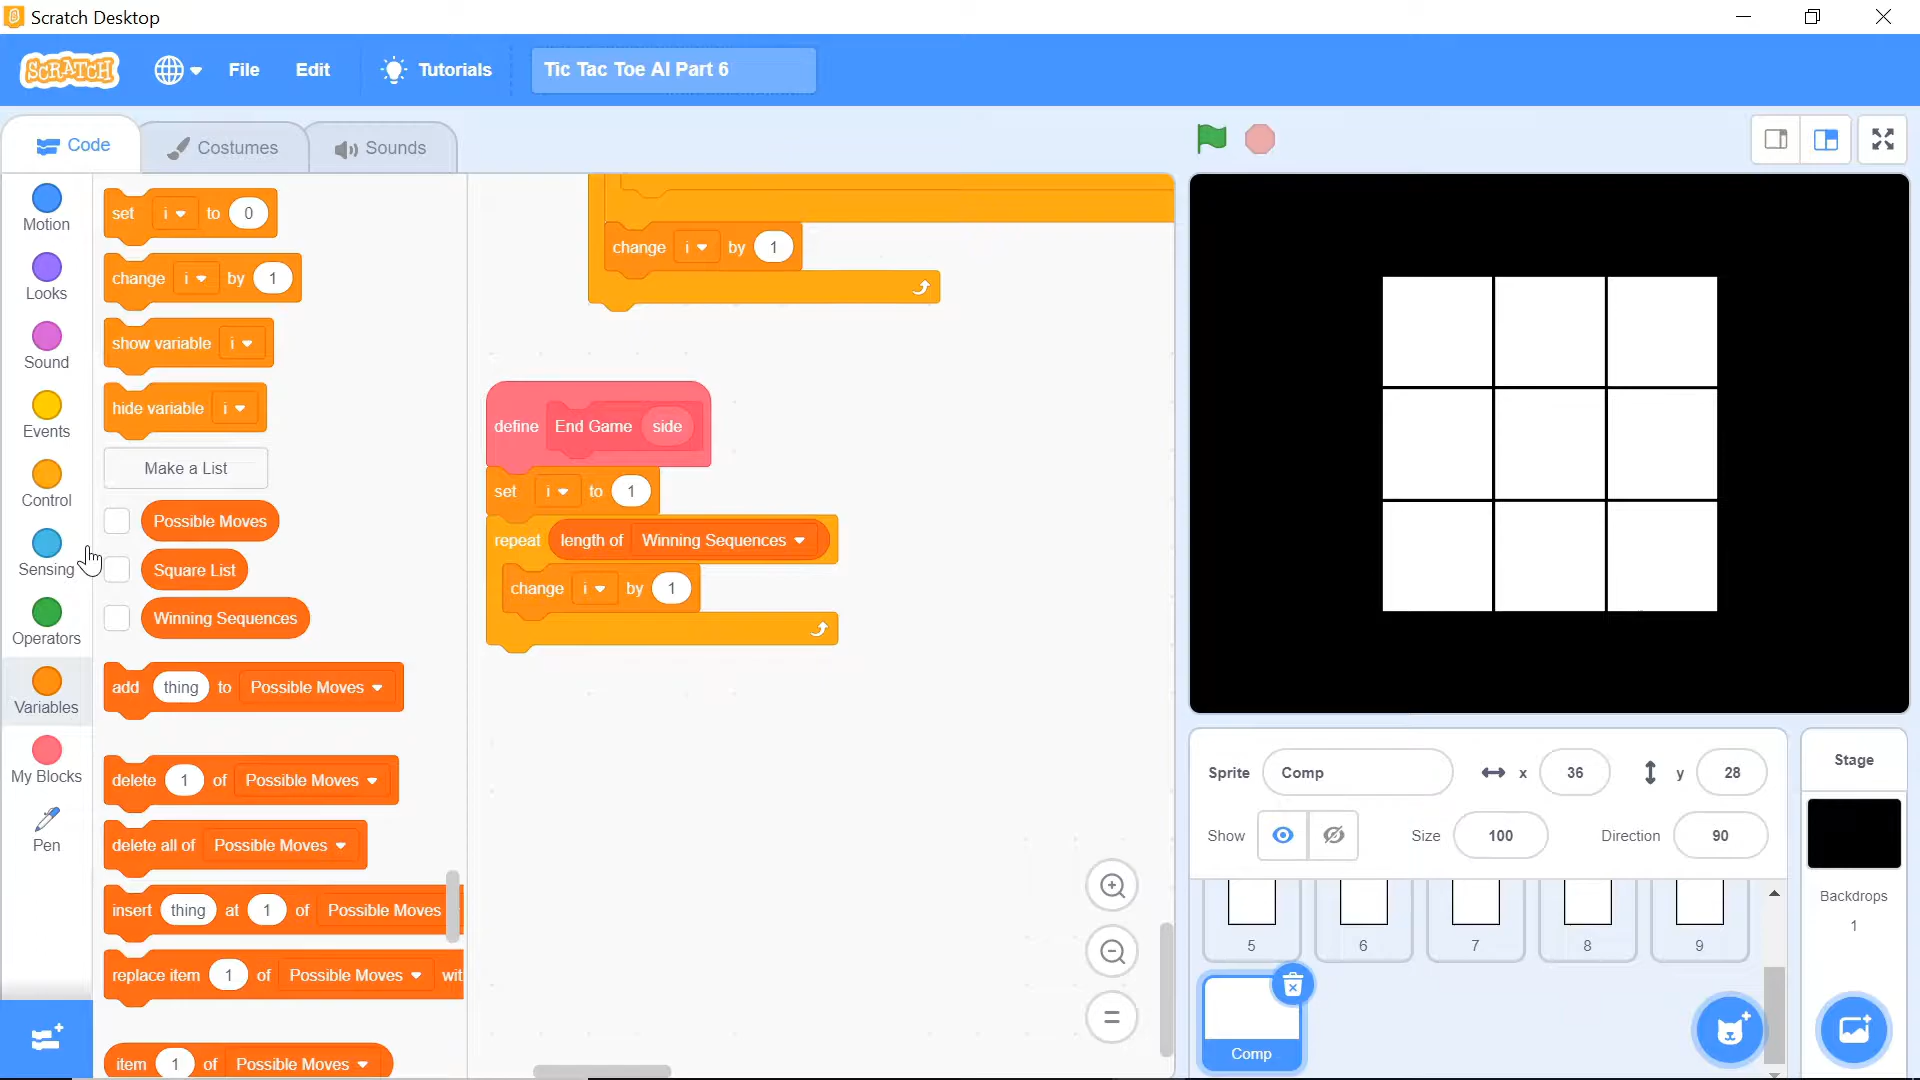 Scratch Desktop
SCRATCH
File
Edit
Tutorials
Tic Tac Toe AI Part 6
Code
Costumes
Sounds
Motion
Looks
Sound
Events
Control
Sensing
Operators
Variables
My Blocks
Pen
set i to 0
change i by 1
show variable i
hide variable i
Make a List
Possible Moves
Square List
Winning Sequences
add thing to Possible Moves
delete 1 of Possible Moves
delete all of Possible Moves
insert thing at 1 of Possible Moves
replace item 1 of Possible Moves wit
item 1 of Possible Moves
change i by 1
define End Game side
set i to 1
repeat length of Winning Sequences
change i by 1
Sprite Comp x 36 y 28
Show Size 100 Direction 90
5 6 7 8 9
Comp
Stage
Backdrops
1